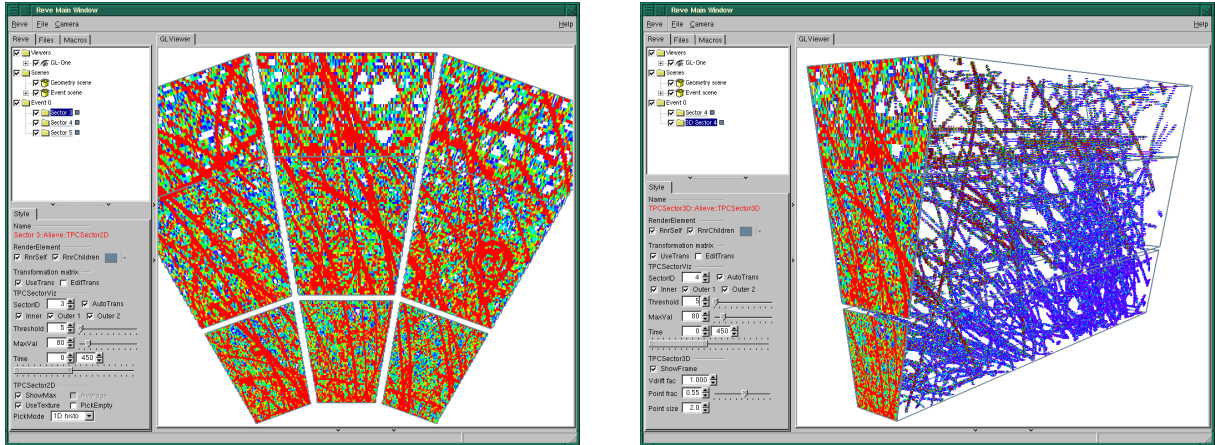 Reve Main Window
Reve File Camera Help
Reve Files Macros
GLViewer
Viewers
GL-One
Scenes
Geometry scene
Event scene
Event 0
Sector 3
Sector 4
Sector 5
Style
Name
Sector 3::Alieve::TPCSector2D
RenderElement
RnrSelf RnrChildren
Transformation matrix
UseTrans EditTrans
TPCSectorViz
SectorID 3 AutoTrans
Inner Outer 1 Outer 2
Threshold 5
MaxVal 80
Time 0 450
TPCSector2D
ShowMax Average
UseTexture PickEmpty
PickMode 1D histo
Reve Main Window
Reve File Camera Help
Reve Files Macros
GLViewer
Viewers
GL-One
Scenes
Geometry scene
Event scene
Event 0
Sector 4
3D Sector 4
Style
Name
TPCSector3D::Alieve::TPCSector3D
RenderElement
RnrSelf RnrChildren
Transformation matrix
UseTrans EditTrans
TPCSectorViz
SectorID 4 AutoTrans
Inner Outer 1 Outer 2
Threshold 5
MaxVal 80
Time 0 450
TPCSector3D
ShowFrame
Vdrift fac 1.000
Point frac 0.55
Point size 2.0